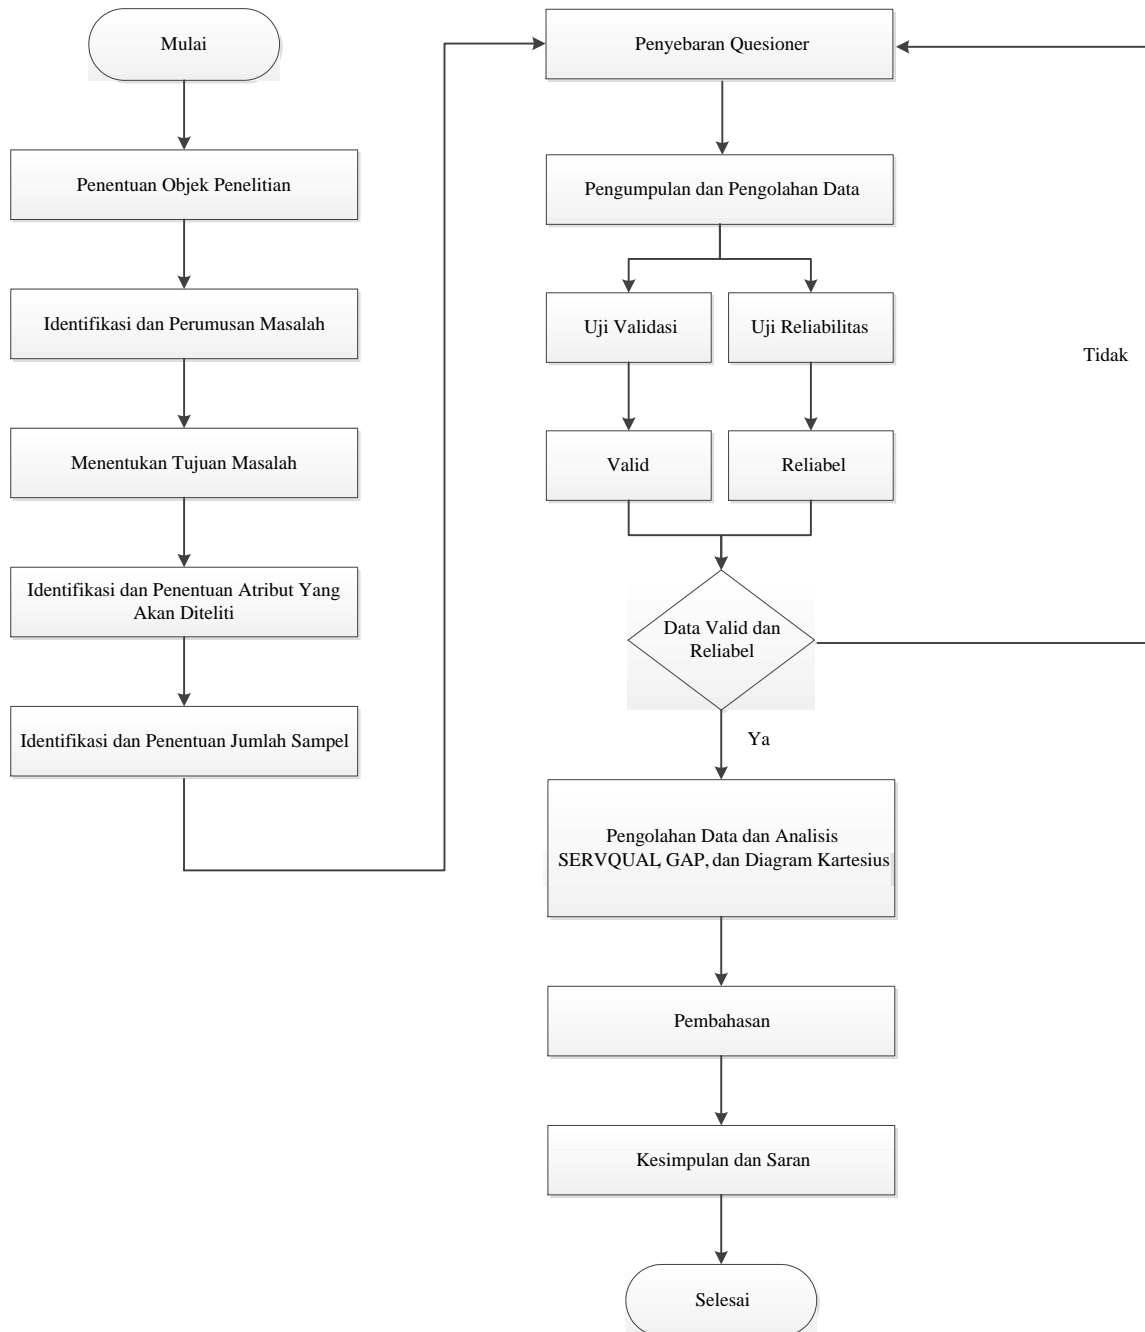 Mulai
Penentuan Objek Penelitian
Identifikasi dan Perumusan Masalah
Menentukan Tujuan Masalah
Identifikasi dan Penentuan Atribut Yang
Akan Diteliti
Identifikasi dan Penentuan Jumlah Sampel
Penyebaran Quesioner
Pengumpulan dan Pengolahan Data
Uji Validasi
Uji Reliabilitas
Valid
Reliabel
Data Valid dan
Reliabel
Tidak
Ya
Pengolahan Data dan Analisis
SERVQUAL, GAP, dan Diagram Kartesius
Pembahasan
Kesimpulan dan Saran
Selesai